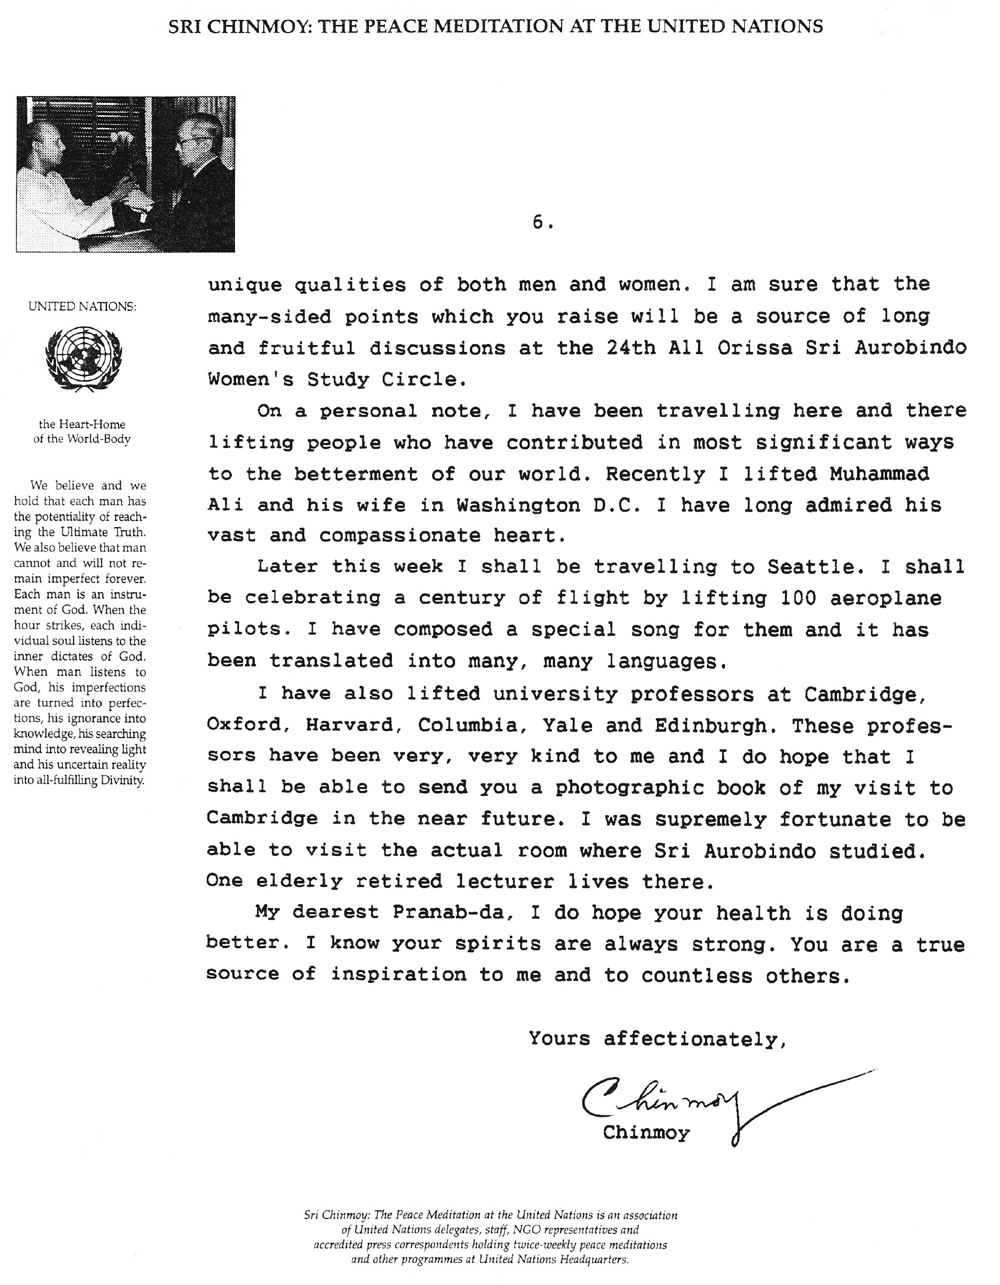 SRI CHINMOY: THE PEACE MEDITATION AT THE UNITED NATIONS
6.
UNITED NATIONS:
the Heart-Home
of the World-Body
We believe and we
hold that each man has
the potentiality of reach-
ing the Ultimate Truth.
We also believe that man
cannot and will not re-
main imperfect forever.
Each man is an instru-
ment of God. When the
hour strikes, each indi-
vidual soul listens to the
inner dictates of God.
When man listens to
God, his imperfections
are turned into perfec-
tions, his ignorance into
knowledge, his searching
mind into revealing light
and his uncertain reality
into all-fulfilling Divinity.
unique qualities of both men and women. I am sure that the
many-sided points which you raise will be a source of long
and fruitful discussions at the 24th All Orissa Sri Aurobindo
Women's Study Circle.
On a personal note, I have been travelling here and there
lifting people who have contributed in most significant ways
to the betterment of our world. Recently I lifted Muhammad
Ali and his wife in Washington D.C. I have long admired his
vast and compassionate heart.
Later this week I shall be travelling to Seattle. I shall
be celebrating a century of flight by lifting 100 aeroplane
pilots. I have composed a special song for them and it has
been translated into many, many languages.
I have also lifted university professors at Cambridge,
Oxford, Harvard, Columbia, Yale and Edinburgh. These profes-
sors have been very, very kind to me and I do hope that I
shall be able to send you a photographic book of my visit to
Cambridge in the near future. I was supremely fortunate to be
able to visit the actual room where Sri Aurobindo studied.
One elderly retired lecturer lives there.
My dearest Pranab-da, I do hope your health is doing
better. I know your spirits are always strong. You are a true
source of inspiration to me and to countless others.
Yours affectionately,
Chinmoy
Chinmoy
Sri Chinmoy: The Peace Meditation at the United Nations is an association
of United Nations delegates, staff, NGO representatives and
accredited press correspondents holding twice-weekly peace meditations
and other programmes at United Nations Headquarters.